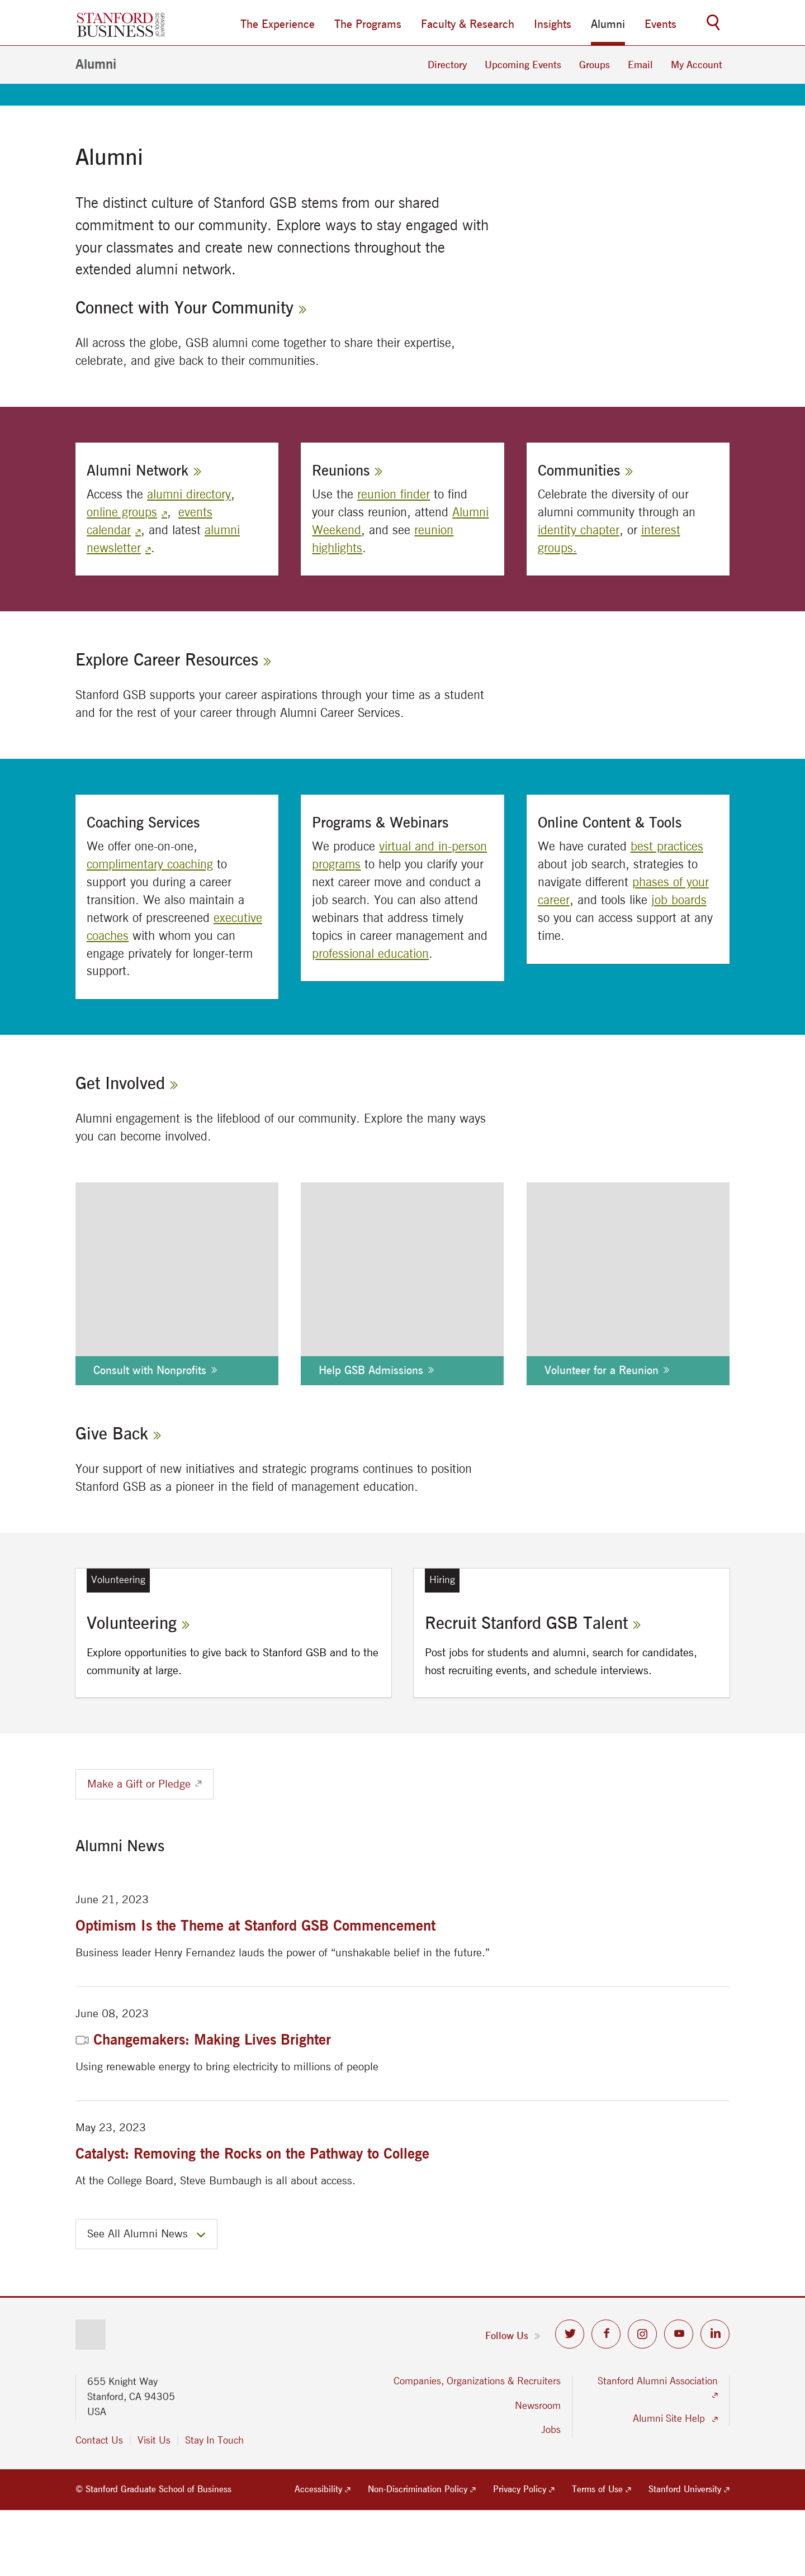 STANFORD
BUSINESS
GRADUATE
SCHOOL OF
The Experience
The Programs
Faculty & Research
Insights
Alumni
Events
Alumni
Directory
Upcoming Events
Groups
Email
My Account
Alumni
The distinct culture of Stanford GSB stems from our shared
commitment to our community. Explore ways to stay engaged with
your classmates and create new connections throughout the
extended alumni network.
Connect with Your Community
All across the globe, GSB alumni come together to share their expertise,
celebrate, and give back to their communities.
Alumni Network
Access the alumni directory,
online groups, events
calendar, and latest alumni
newsletter.
Reunions
Use the reunion finder to find
your class reunion, attend Alumni
Weekend, and see reunion
highlights.
Communities
Celebrate the diversity of our
alumni community through an
identity chapter, or interest
groups.
Explore Career Resources
Stanford GSB supports your career aspirations through your time as a student
and for the rest of your career through Alumni Career Services.
Coaching Services
We offer one-on-one,
complimentary coaching to
support you during a career
transition. We also maintain a
network of prescreened executive
coaches with whom you can
engage privately for longer-term
support.
Programs & Webinars
We produce virtual and in-person
programs to help you clarify your
next career move and conduct a
job search. You can also attend
webinars that address timely
topics in career management and
professional education.
Online Content & Tools
We have curated best practices
about job search, strategies to
navigate different phases of your
career, and tools like job boards
so you can access support at any
time.
Get Involved
Alumni engagement is the lifeblood of our community. Explore the many ways
you can become involved.
Consult with Nonprofits
Help GSB Admissions
Volunteer for a Reunion
Give Back
Your support of new initiatives and strategic programs continues to position
Stanford GSB as a pioneer in the field of management education.
Volunteering
Volunteering
Explore opportunities to give back to Stanford GSB and to the
community at large.
Hiring
Recruit Stanford GSB Talent
Post jobs for students and alumni, search for candidates,
host recruiting events, and schedule interviews.
Make a Gift or Pledge
Alumni News
June 21, 2023
Optimism Is the Theme at Stanford GSB Commencement
Business leader Henry Fernandez lauds the power of “unshakable belief in the future.”
June 08, 2023
Changemakers: Making Lives Brighter
Using renewable energy to bring electricity to millions of people
May 23, 2023
Catalyst: Removing the Rocks on the Pathway to College
At the College Board, Steve Bumbaugh is all about access.
See All Alumni News
Follow Us
655 Knight Way
Stanford, CA 94305
USA
Contact Us
Visit Us
Stay In Touch
Companies, Organizations & Recruiters
Newsroom
Jobs
Stanford Alumni Association
Alumni Site Help
© Stanford Graduate School of Business
Accessibility
Non-Discrimination Policy
Privacy Policy
Terms of Use
Stanford University